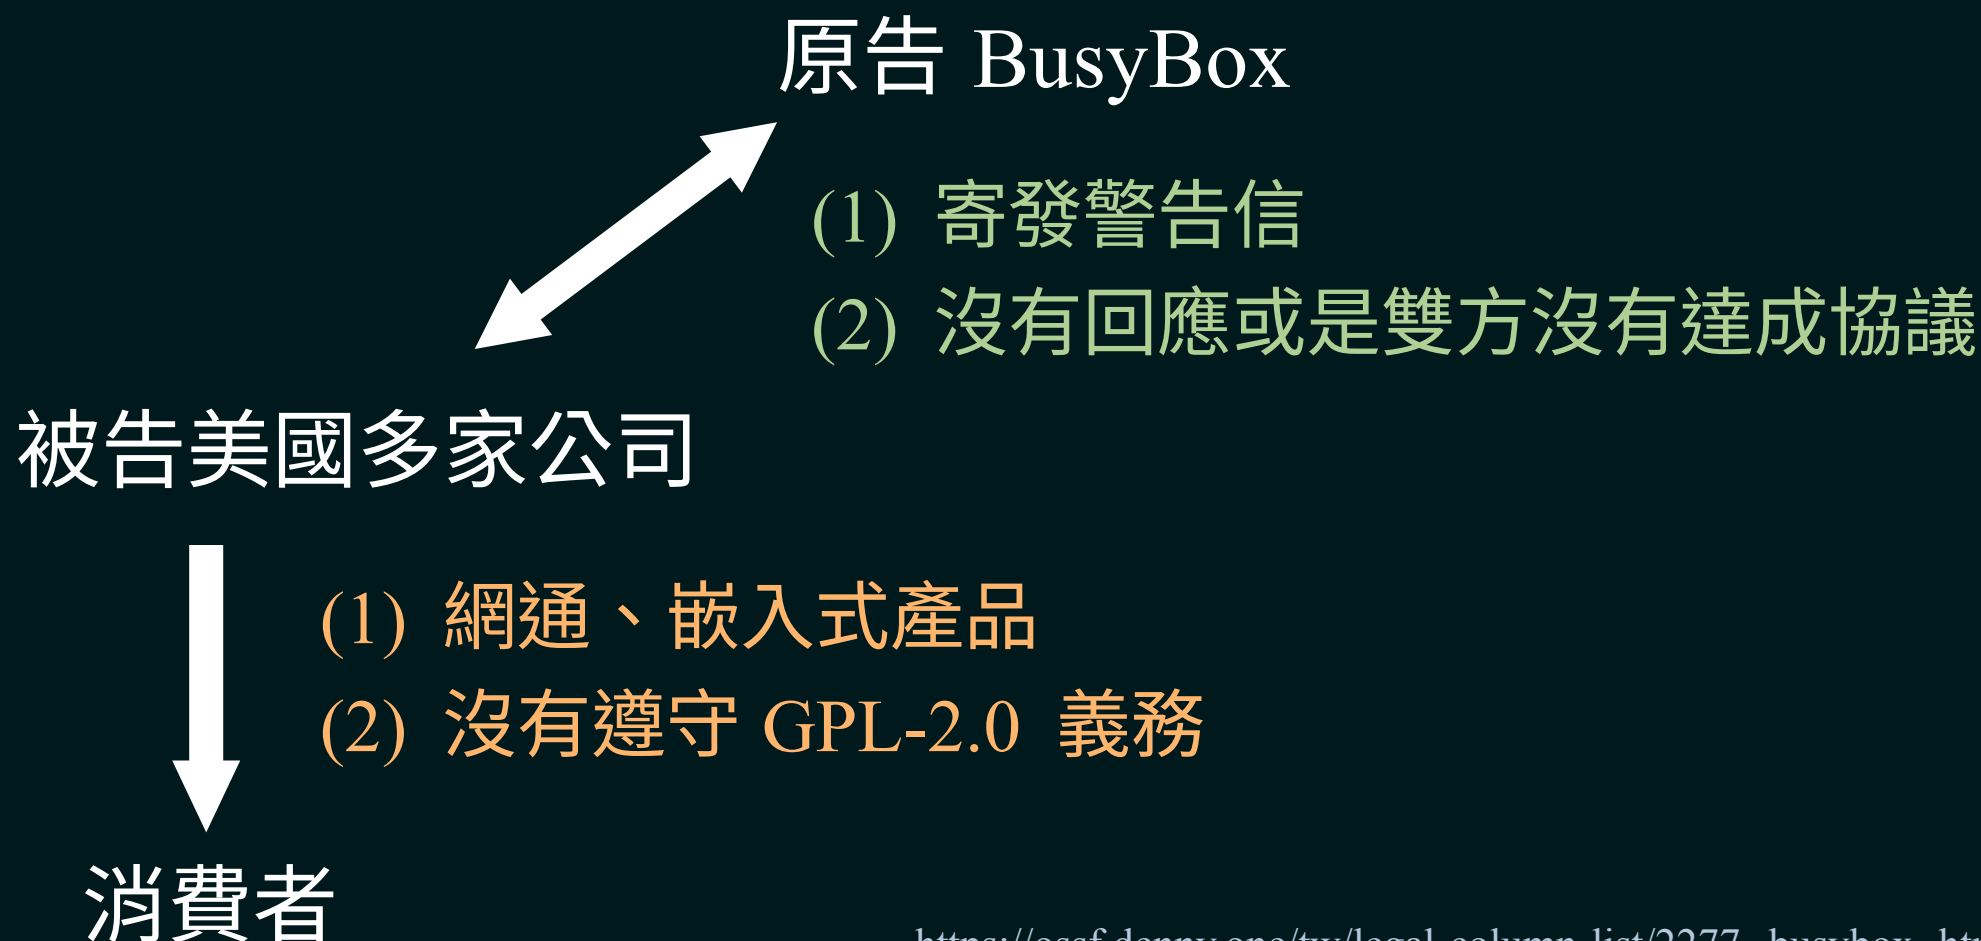 原告 BusyBox
(1) 寄發警告信
(2) 沒有回應或是雙方沒有達成協議
被告美國多家公司
(1) 網通、嵌入式產品
(2) 沒有遵守 GPL-2.0 義務
消費者